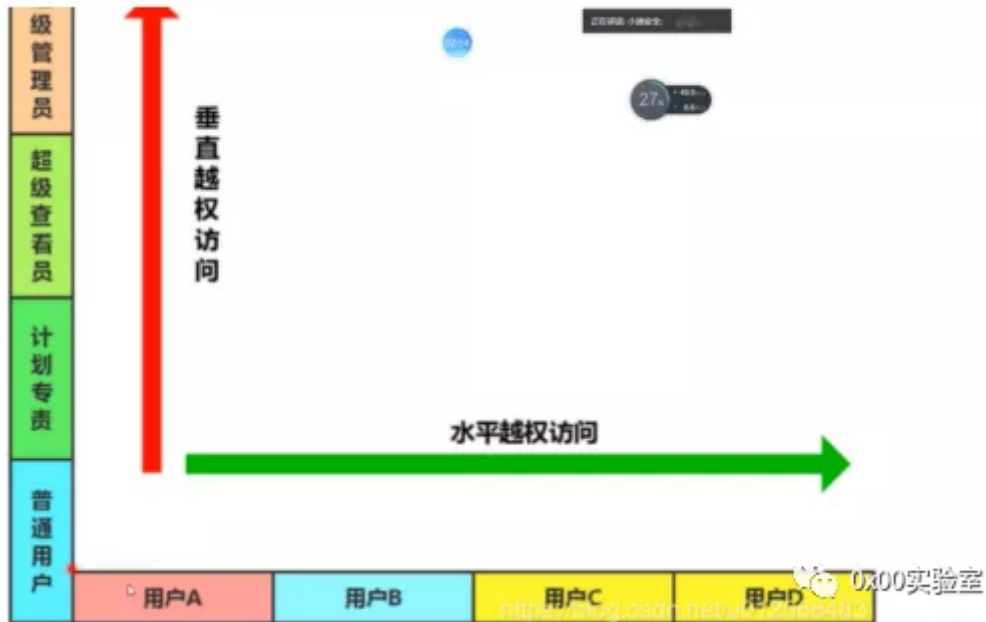 级管理员
超级查看员
计划专责
普通用户
垂直越权访问
水平越权访问
用户A
用户B
用户C
用户D
27%
0x00实验室